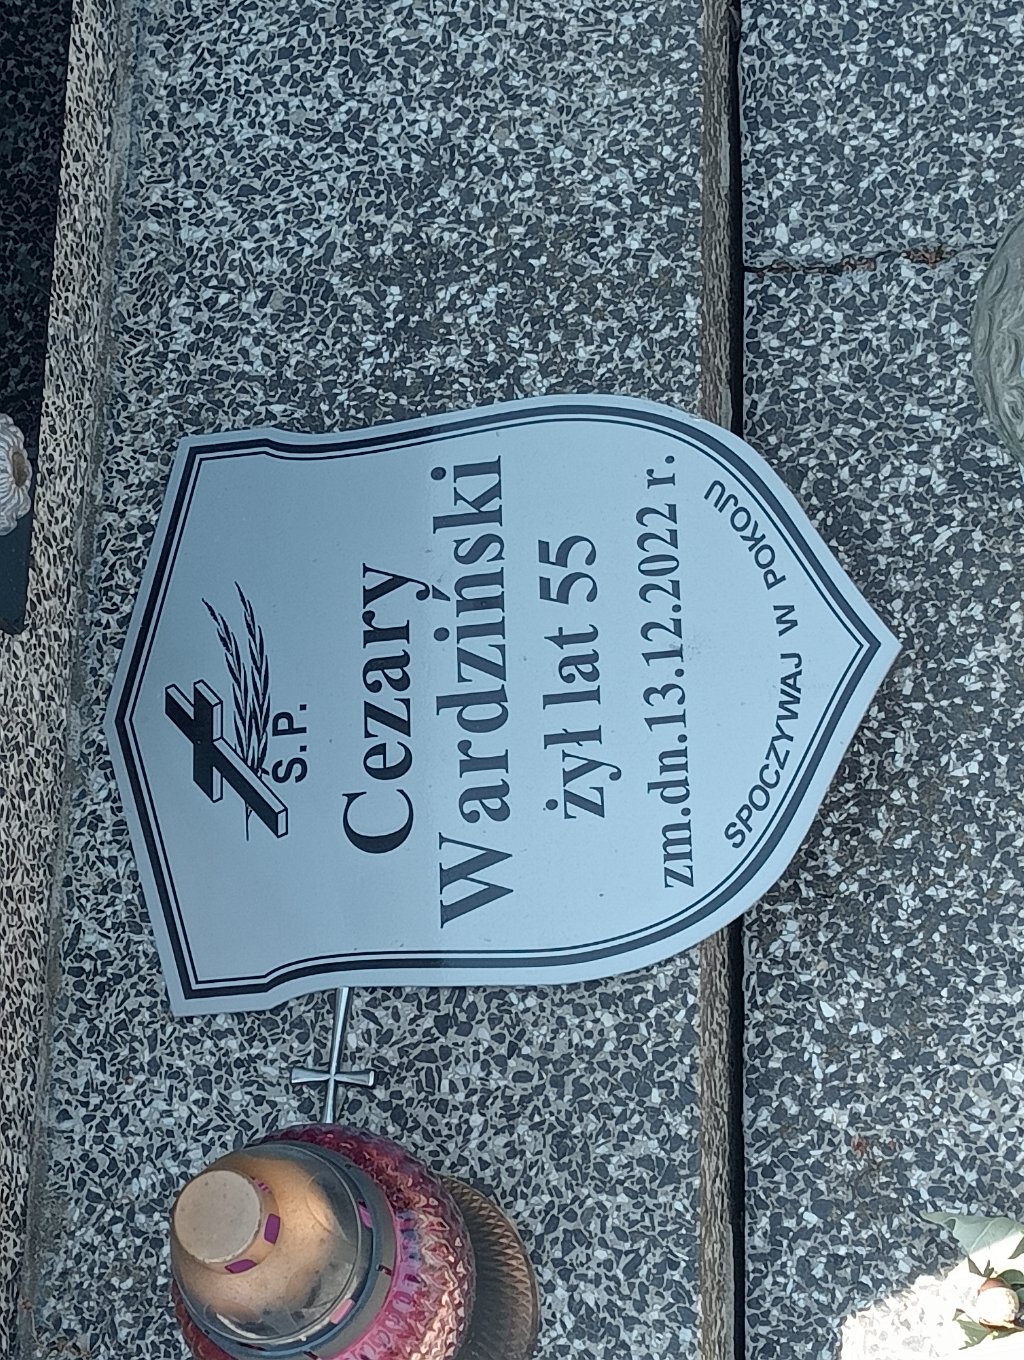 S.P.
Cezary
Wardziński
żył lat 55
zm.dn.13.12.2022 r.
SPOCZYWAJ W POKOJU